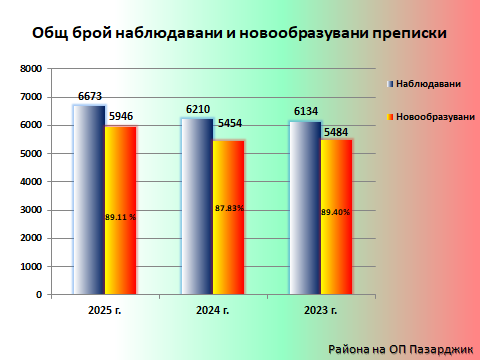 Общ брой наблюдавани и новообразувани преписки
8000
7000
6000
5000
4000
3000
2000
1000
0
6673
5946
6210
5454
6134
5484
89.11 %
87.83%
89.40%
2025 г.
2024 г.
2023 г.
Наблюдавани
Новообразувани
Района на ОП Пазарджик